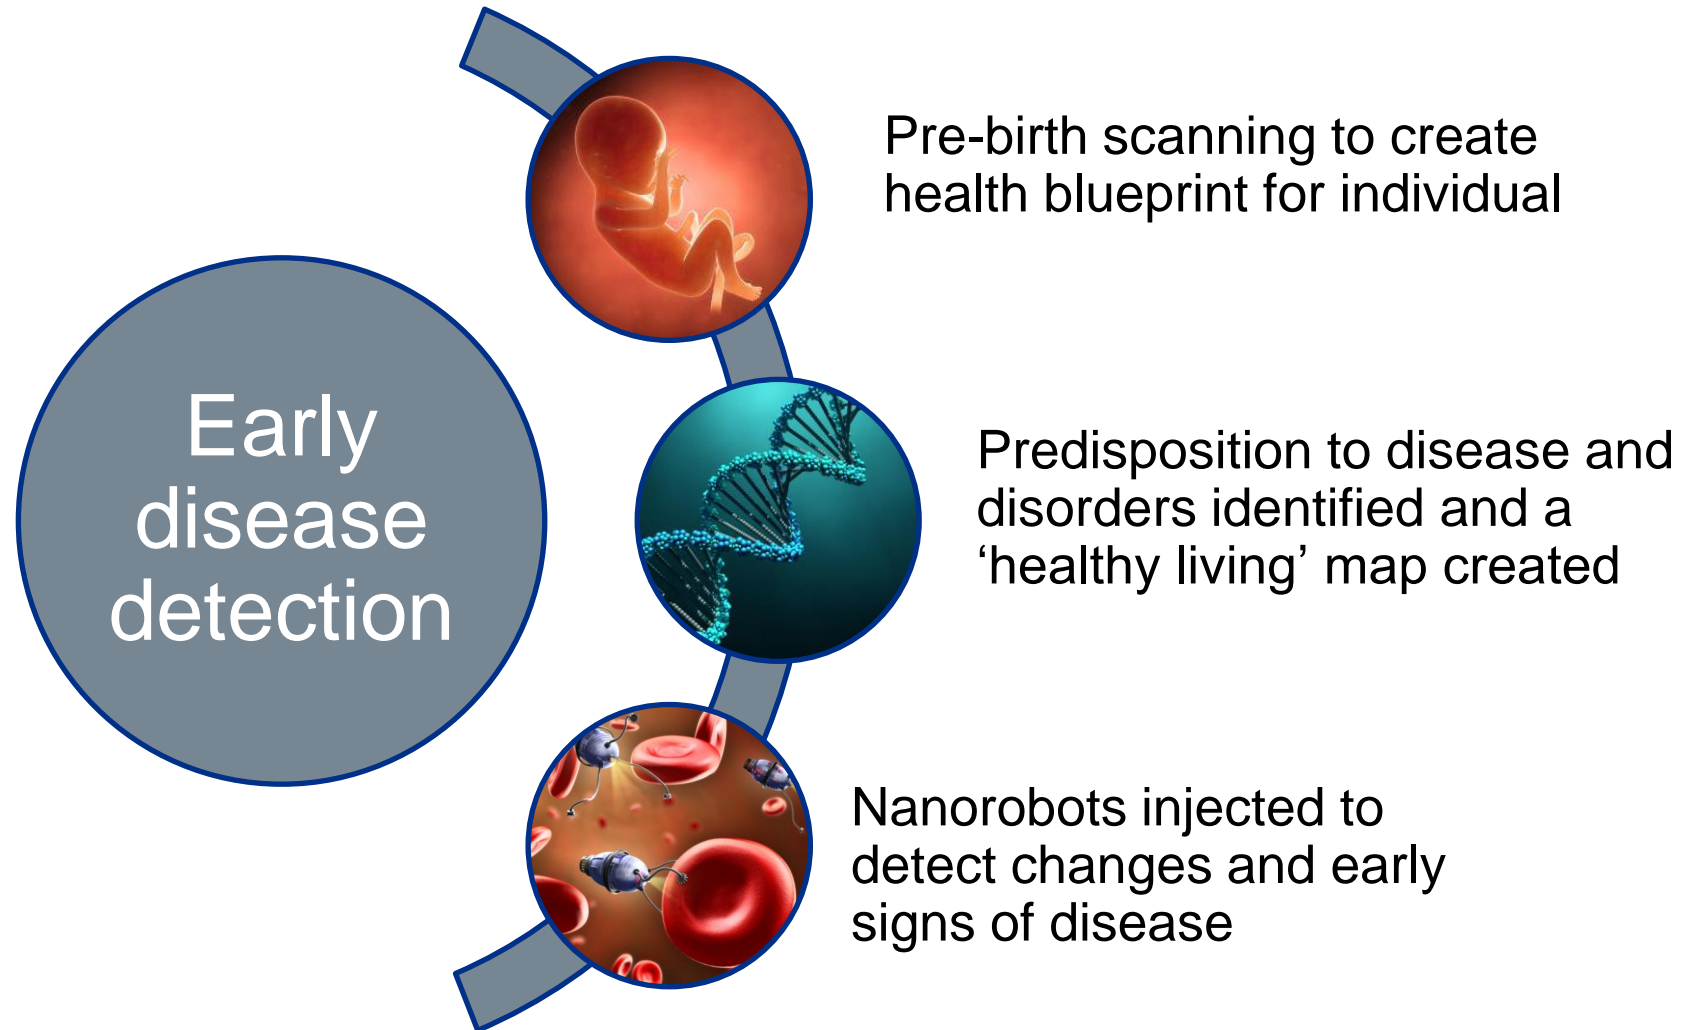 Early
disease
detection
Pre-birth scanning to create
health blueprint for individual
Predisposition to disease and
disorders identified and a
‘healthy living’ map created
Nanorobots injected to
detect changes and early
signs of disease